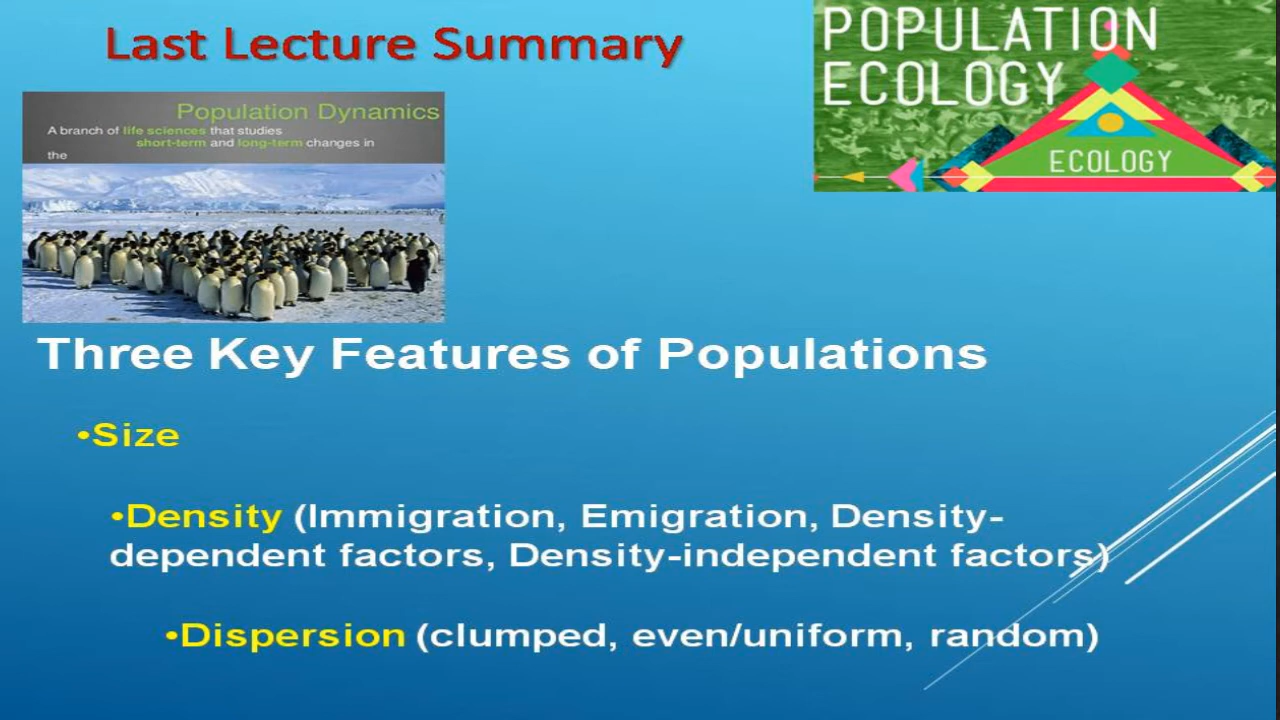 Last Lecture Summary
POPULATION
ECOLOGY
ECOLOGY
Population Dynamics
A branch of life sciences that studies
short-term and long-term changes in
the
Three Key Features of Populations
•Size
•Density (Immigration, Emigration, Density-
dependent factors, Density-independent factors)
•Dispersion (clumped, even/uniform, random)